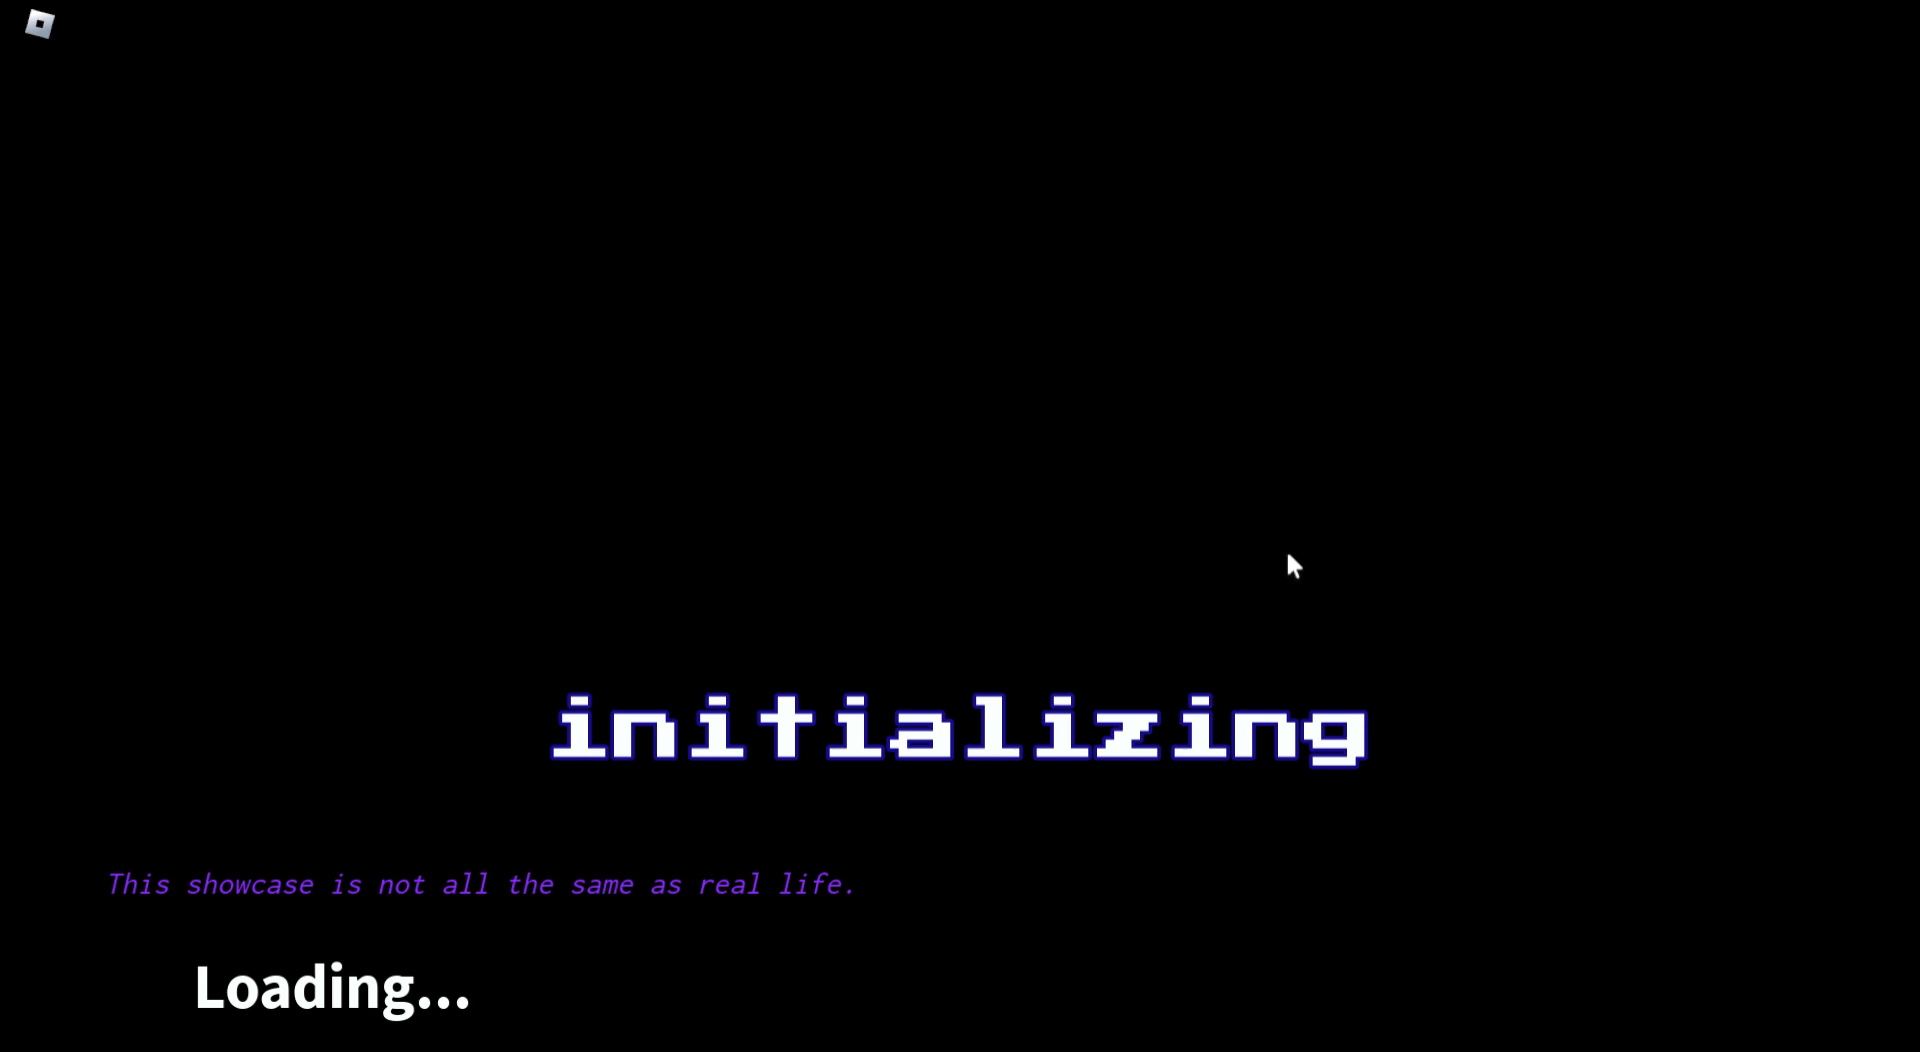 initializing
This showcase is not all the same as real life.
Loading...